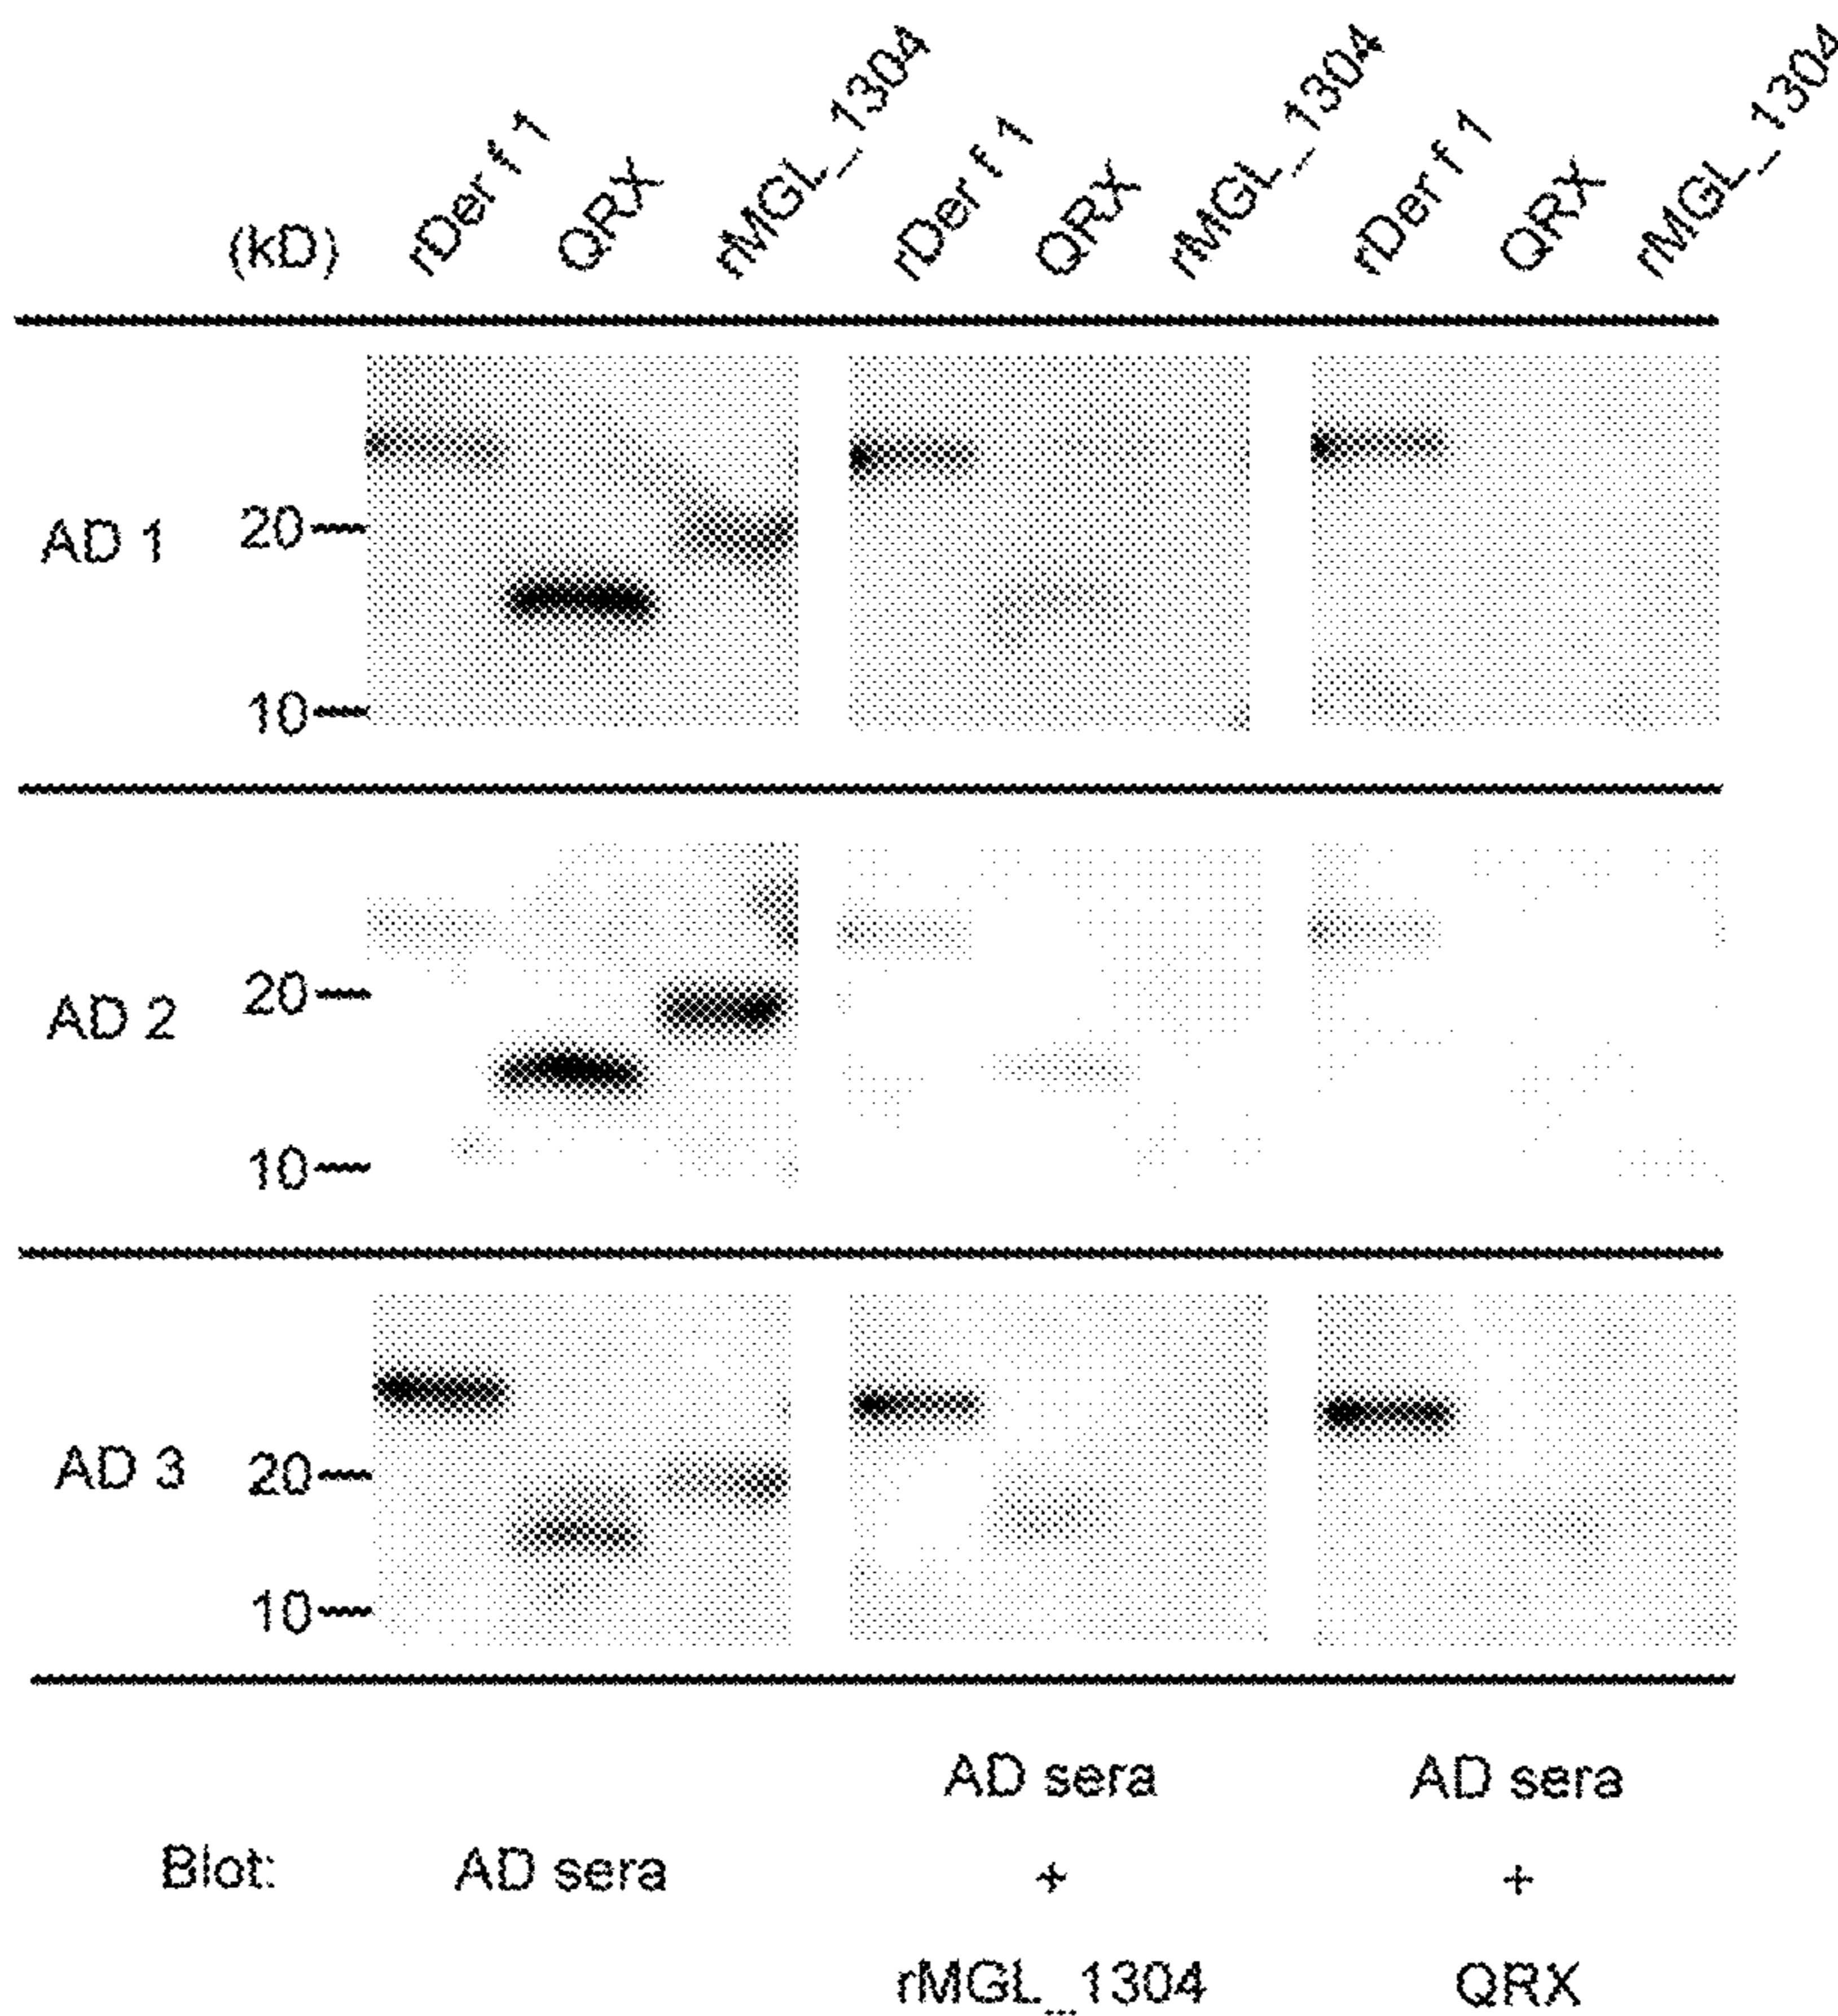 (kD) rDer f 1 QRX rMGL_1304 rDer f 1 QRX rMGL_1304 rDer f 1 QRX rMGL_1304
AD 1
20
10
AD 2
20
10
AD 3
20
10
Blot:
AD sera
AD sera
+
rMGL_1304
AD sera
+
QRX